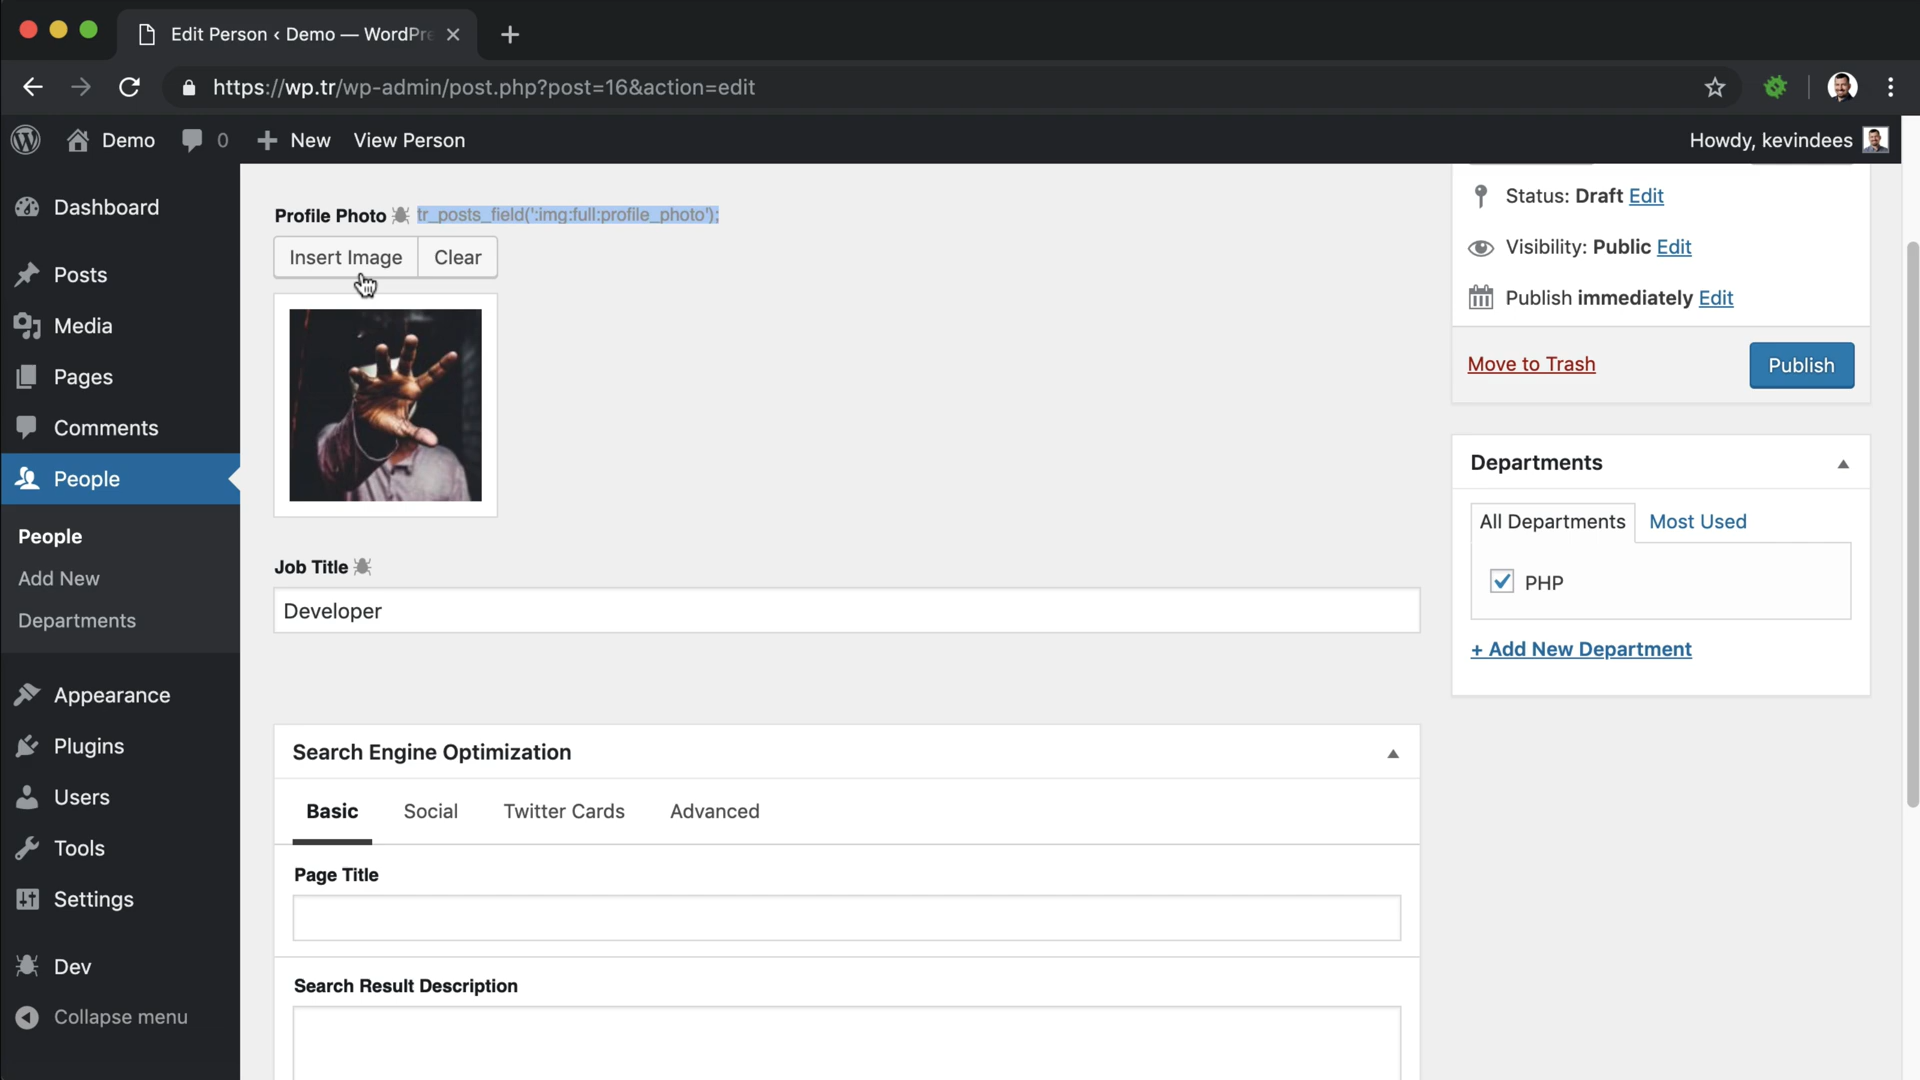 Edit Person ‹ Demo — WordPre
https://wp.tr/wp-admin/post.php?post=16&action=edit
Demo
0
New
View Person
Howdy, kevindees
Dashboard
Posts
Media
Pages
Comments
People
People
Add New
Departments
Appearance
Plugins
Users
Tools
Settings
Dev
Collapse menu
Profile Photo tr_posts_field(':img:full:profile_photo');
Insert Image
Clear
Job Title
Developer
Search Engine Optimization
Basic
Social
Twitter Cards
Advanced
Page Title
Search Result Description
Status: Draft Edit
Visibility: Public Edit
Publish immediately Edit
Move to Trash
Publish
Departments
All Departments
Most Used
PHP
+ Add New Department